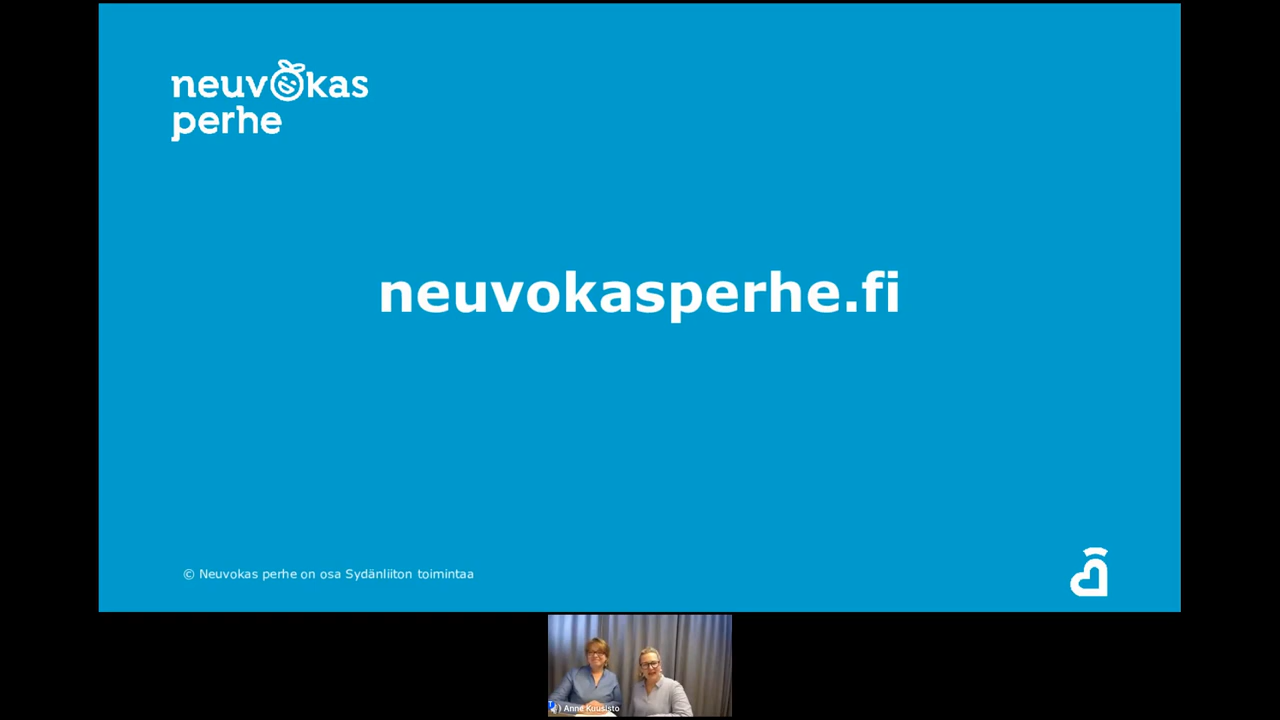 neuvokas
perhe
neuvokasperhe.fi
© Neuvokas perhe on osa Sydänliiton toimintaa
Anne Kuusisto